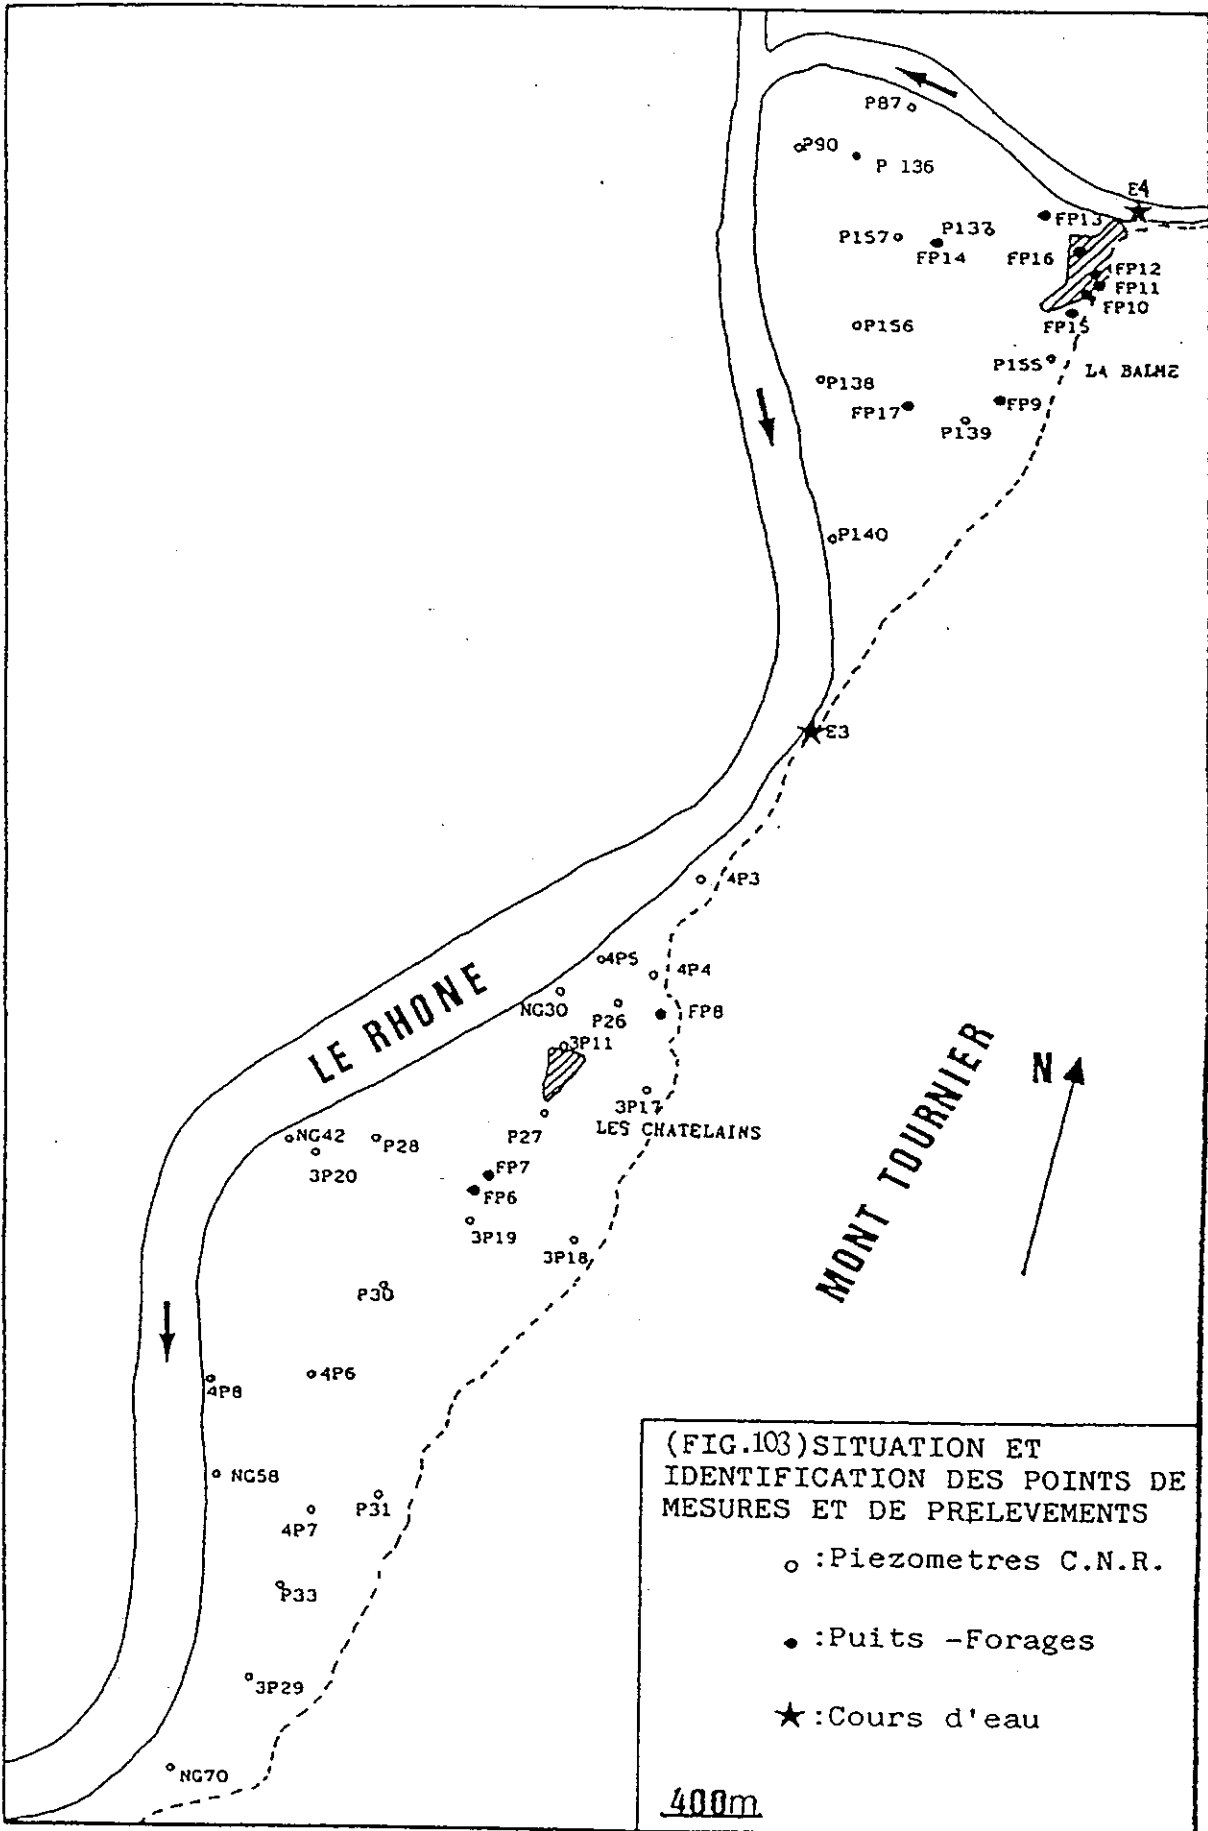 P87
P90
P 136
E4
FP13
P157
P137
FP14
FP16
FP12
FP11
FP10
FP15
P156
P155
LA BALME
P138
FP17
FP9
P139
P140
E3
4P3
4P5
4P4
NG30
P26
FP8
LE RHONE
3P11
3P17
P27
LES CHATELAINS
MONT TOURNIER
N
NG42
P28
3P20
FP7
FP6
3P19
3P18
P30
4P6
4P8
NG58
P31
4P7
P33
3P29
NG70
(FIG.103)SITUATION ET
IDENTIFICATION DES POINTS DE
MESURES ET DE PRELEVEMENTS
:Piezometres C.N.R.
:Puits -Forages
:Cours d'eau
400m